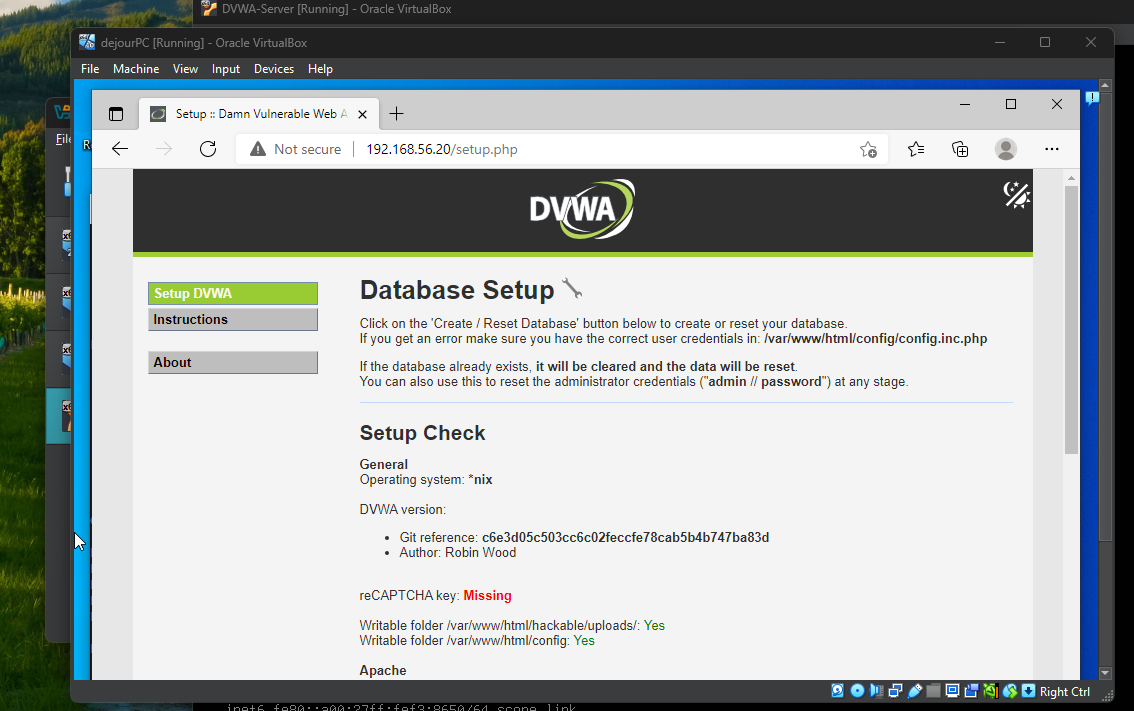 DVWA-Server [Running] - Oracle VirtualBox
dejourPC [Running] - Oracle VirtualBox
File Machine View Input Devices Help
Setup :: Damn Vulnerable Web A
Not secure 192.168.56.20/setup.php
DVWA
Setup DVWA
Instructions
About
Database Setup
Click on the 'Create / Reset Database' button below to create or reset your database.
If you get an error make sure you have the correct user credentials in: /var/www/html/config/config.inc.php
If the database already exists, it will be cleared and the data will be reset.
You can also use this to reset the administrator credentials ("admin // password") at any stage.
Setup Check
General
Operating system: *nix
DVWA version:
Git reference: c6e3d05c503cc6c02feccfe78cab5b4b747ba83d
Author: Robin Wood
reCAPTCHA key: Missing
Writable folder /var/www/html/hackable/uploads/: Yes
Writable folder /var/www/html/config: Yes
Apache
Right Ctrl
inet6 fe80::a00:27ff:fef3:8650/64 scope link